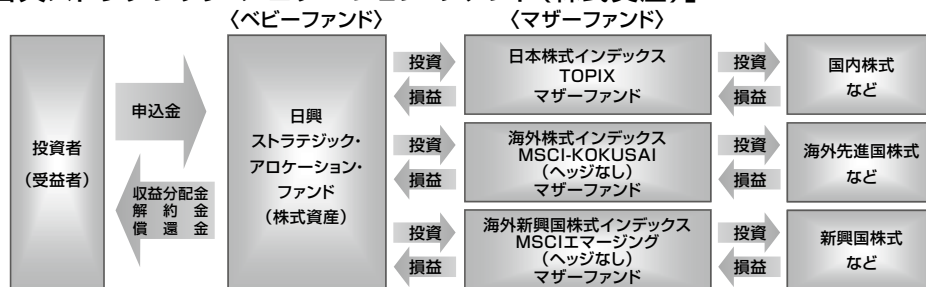 〈ベビーファンド〉
〈マザーファンド〉
投資者
(受益者)
申込金
収益分配金
解約金
償還金
日興
ストラテジック・
アロケーション・
ファンド
(株式資産)
投資
損益
日本株式インデックス
TOPIX
マザーファンド
投資
損益
国内株式
など
投資
損益
海外株式インデックス
MSCI-KOKUSAI
(ヘッジなし)
マザーファンド
投資
損益
海外先進国株式
など
投資
損益
海外新興国株式インデックス
MSCIエマージング
(ヘッジなし)
マザーファンド
投資
損益
新興国株式
など